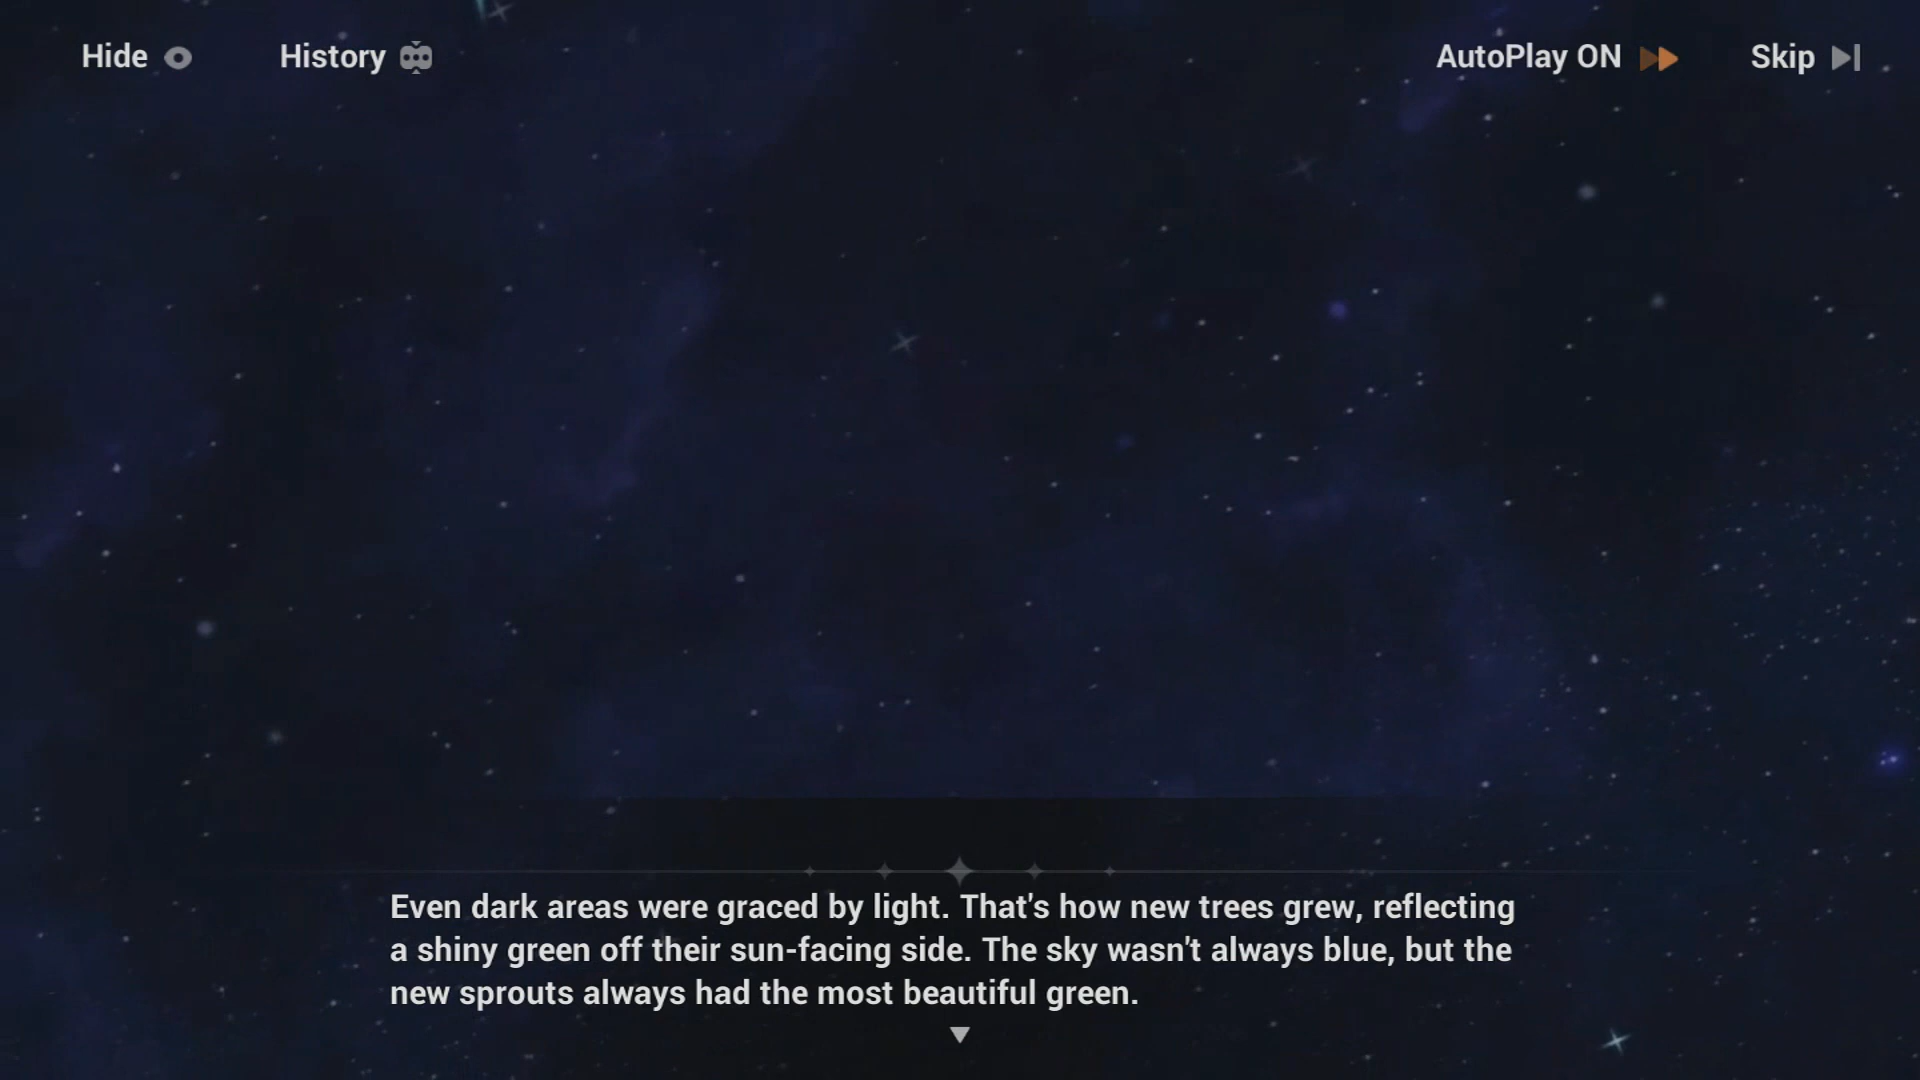 Hide
History
AutoPlay ON
Skip
Even dark areas were graced by light. That's how new trees grew, reflecting
a shiny green off their sun-facing side. The sky wasn't always blue, but the
new sprouts always had the most beautiful green.